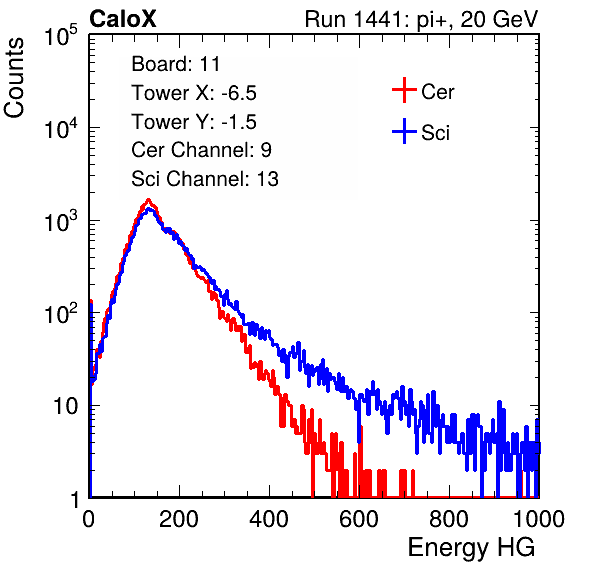 CaloX Run 1441: pi+, 20 GeV
Counts
Board: 11
Tower X: -6.5
Tower Y: -1.5
Cer Channel: 9
Sci Channel: 13
Cer
Sci
10^5
10^4
10^3
10^2
10
1
0 200 400 600 800 1000
Energy HG